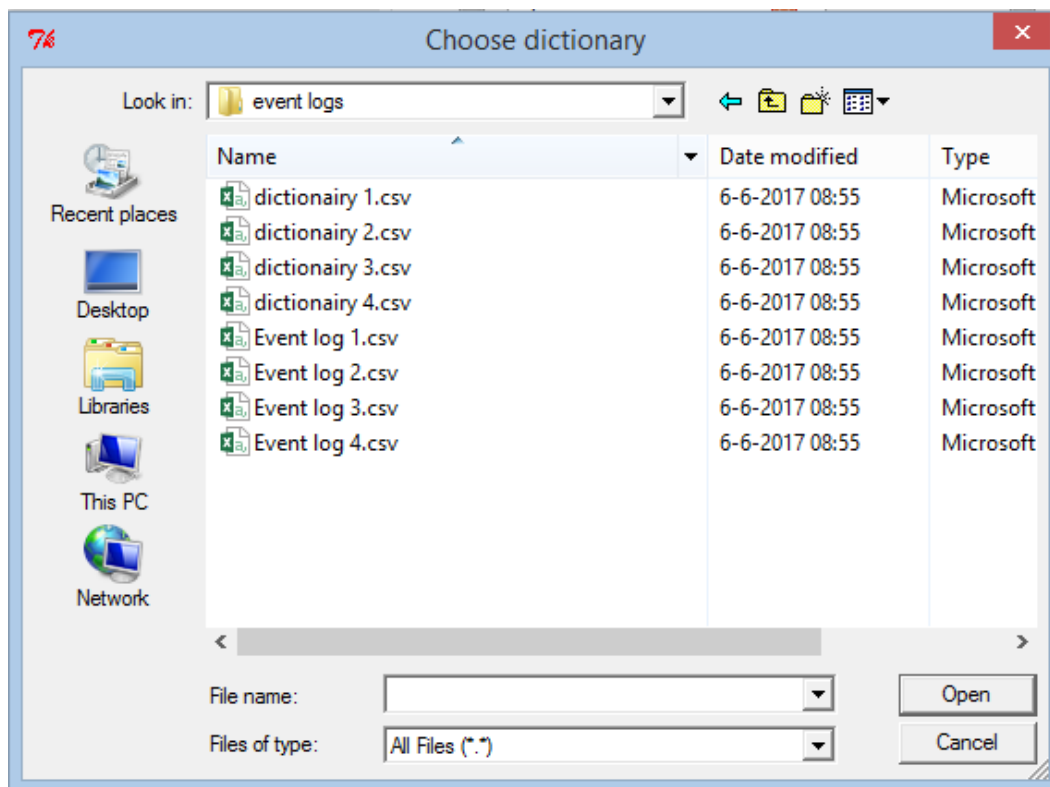 Choose dictionary
Look in: event logs
Name Date modified Type
dictionairy 1.csv 6-6-2017 08:55 Microsoft
dictionairy 2.csv 6-6-2017 08:55 Microsoft
dictionairy 3.csv 6-6-2017 08:55 Microsoft
dictionairy 4.csv 6-6-2017 08:55 Microsoft
Event log 1.csv 6-6-2017 08:55 Microsoft
Event log 2.csv 6-6-2017 08:55 Microsoft
Event log 3.csv 6-6-2017 08:55 Microsoft
Event log 4.csv 6-6-2017 08:55 Microsoft
Recent places
Desktop
Libraries
This PC
Network
File name: Open
Files of type: All Files (*.*) Cancel